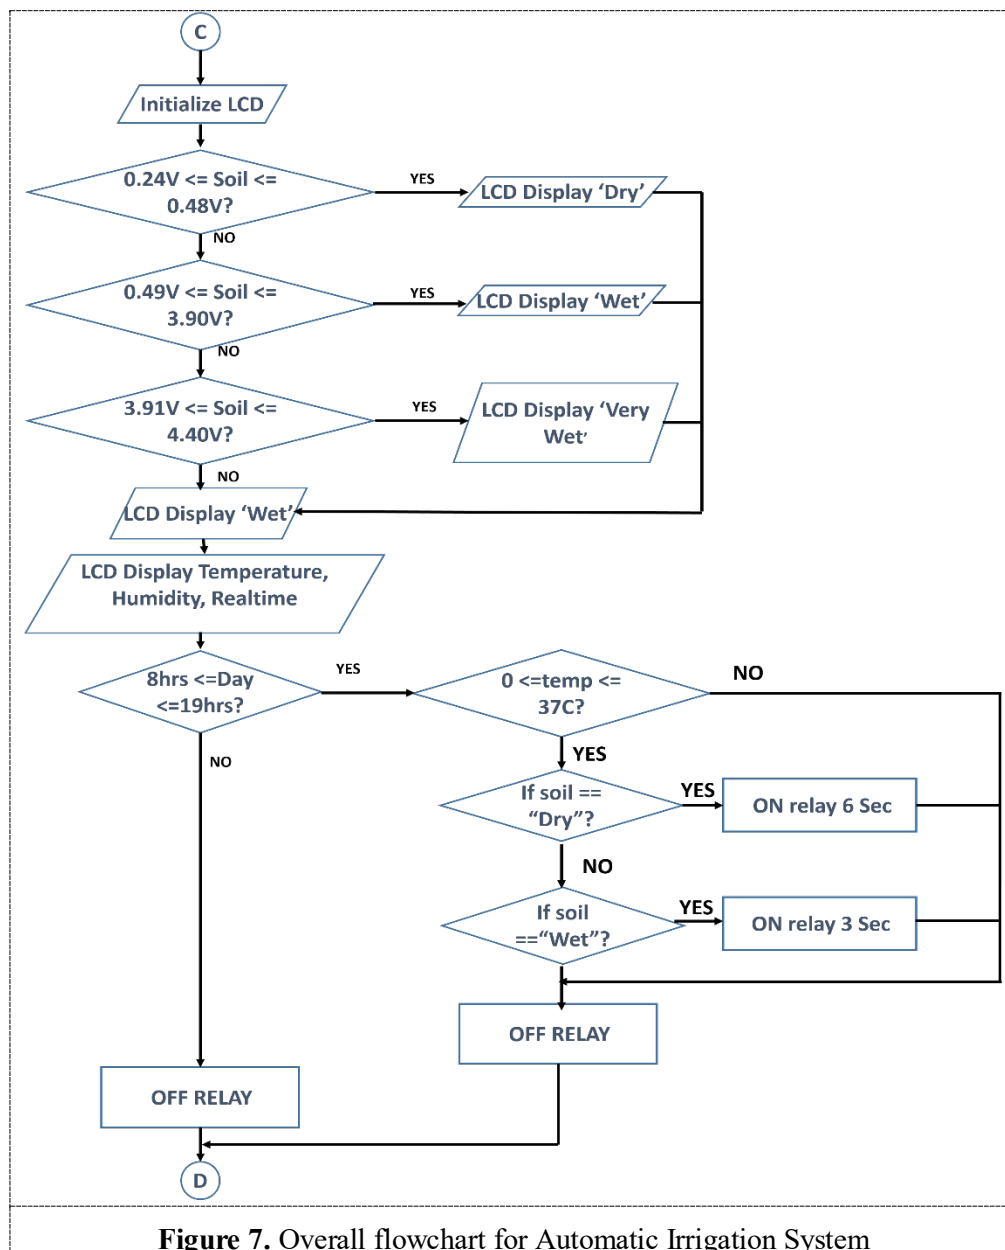 C
Initialize LCD
0.24V <= Soil <=
0.48V?
YES
LCD Display ‘Dry’
NO
0.49V <= Soil <=
3.90V?
YES
LCD Display ‘Wet’
NO
3.91V <= Soil <=
4.40V?
YES
LCD Display ‘Very
Wet’
NO
LCD Display ‘Wet’
LCD Display Temperature,
Humidity, Realtime
8hrs <=Day
<=19hrs?
YES
0 <=temp <=
37C?
NO
NO
YES
If soil ==
“Dry”?
YES
ON relay 6 Sec
NO
If soil
==“Wet”?
YES
ON relay 3 Sec
OFF RELAY
OFF RELAY
D
Figure 7. Overall flowchart for Automatic Irrigation System